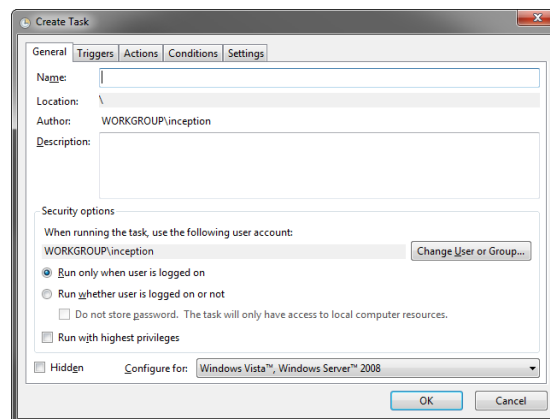 Create Task
General Triggers Actions Conditions Settings
Name:
Location: \
Author: WORKGROUP\inception
Description:
Security options
When running the task, use the following user account:
WORKGROUP\inception Change User or Group...
Run only when user is logged on
Run whether user is logged on or not
Do not store password. The task will only have access to local computer resources.
Run with highest privileges
Hidden Configure for: Windows Vista™, Windows Server™ 2008
OK Cancel